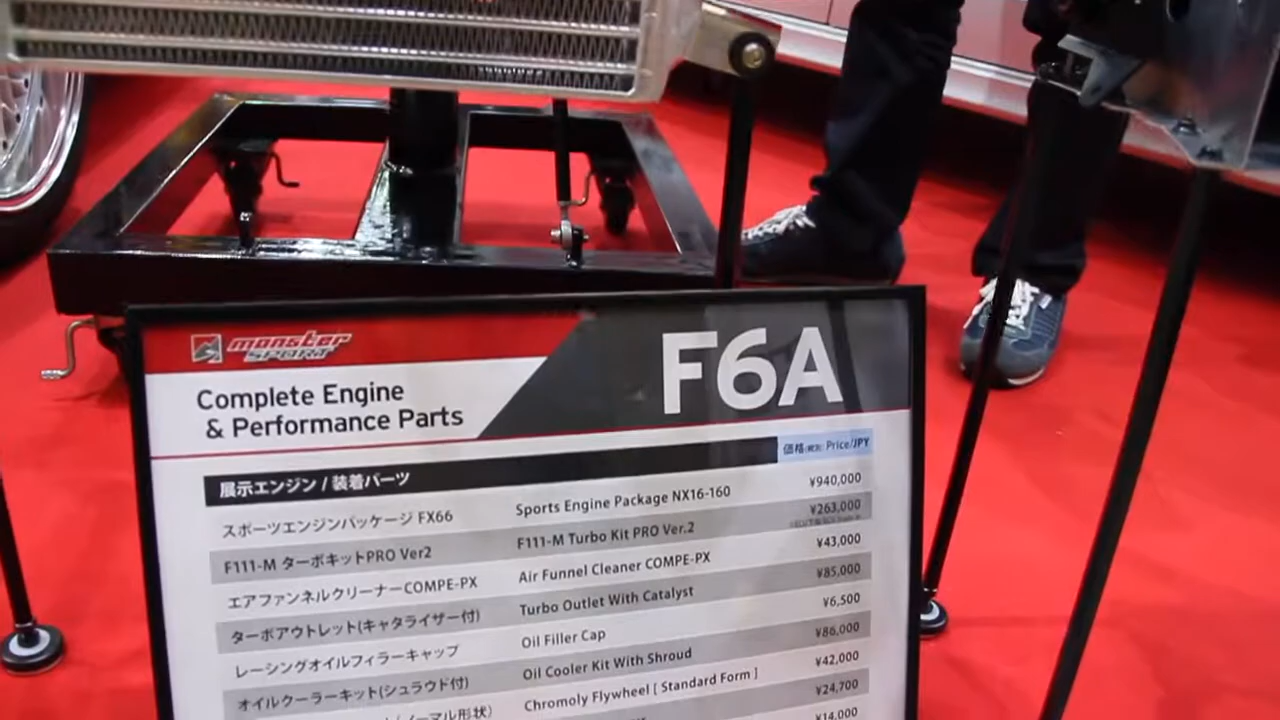 monster
SPORT
F6A
Complete Engine
& Performance Parts
価格(税別) Price/JPY
展示エンジン / 装着パーツ
スポーツエンジンパッケージ FX66 Sports Engine Package NX16-160 ¥940,000
F111-M ターボキットPRO Ver2 F111-M Turbo Kit PRO Ver.2 ¥263,000
エアファンネルクリーナーCOMPE-PX Air Funnel Cleaner COMPE-PX ¥43,000
ターボアウトレット(キャタライザー付) Turbo Outlet With Catalyst ¥85,000
レーシングオイルフィラーキャップ Oil Filler Cap ¥6,500
オイルクーラーキット(シュラウド付) Oil Cooler Kit With Shroud ¥86,000
ノーマル形状) Chromoly Flywheel [ Standard Form ] ¥42,000
¥24,700
¥14,000